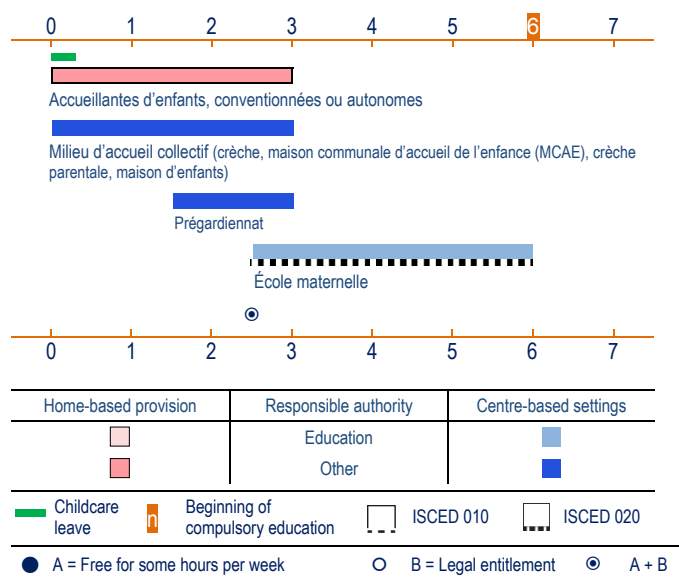 0 1 2 3 4 5 6 7
Accueillantes d'enfants, conventionnées ou autonomes
Milieu d'accueil collectif (crèche, maison communale d'accueil de l'enfance (MCAE), crèche
parentale, maison d'enfants)
Prégardiennat
École maternelle
0 1 2 3 4 5 6 7
Home-based provision Responsible authority Centre-based settings
Education
Other
Childcare
leave
n
Beginning of
compulsory education
ISCED 010
ISCED 020
A = Free for some hours per week B = Legal entitlement A + B